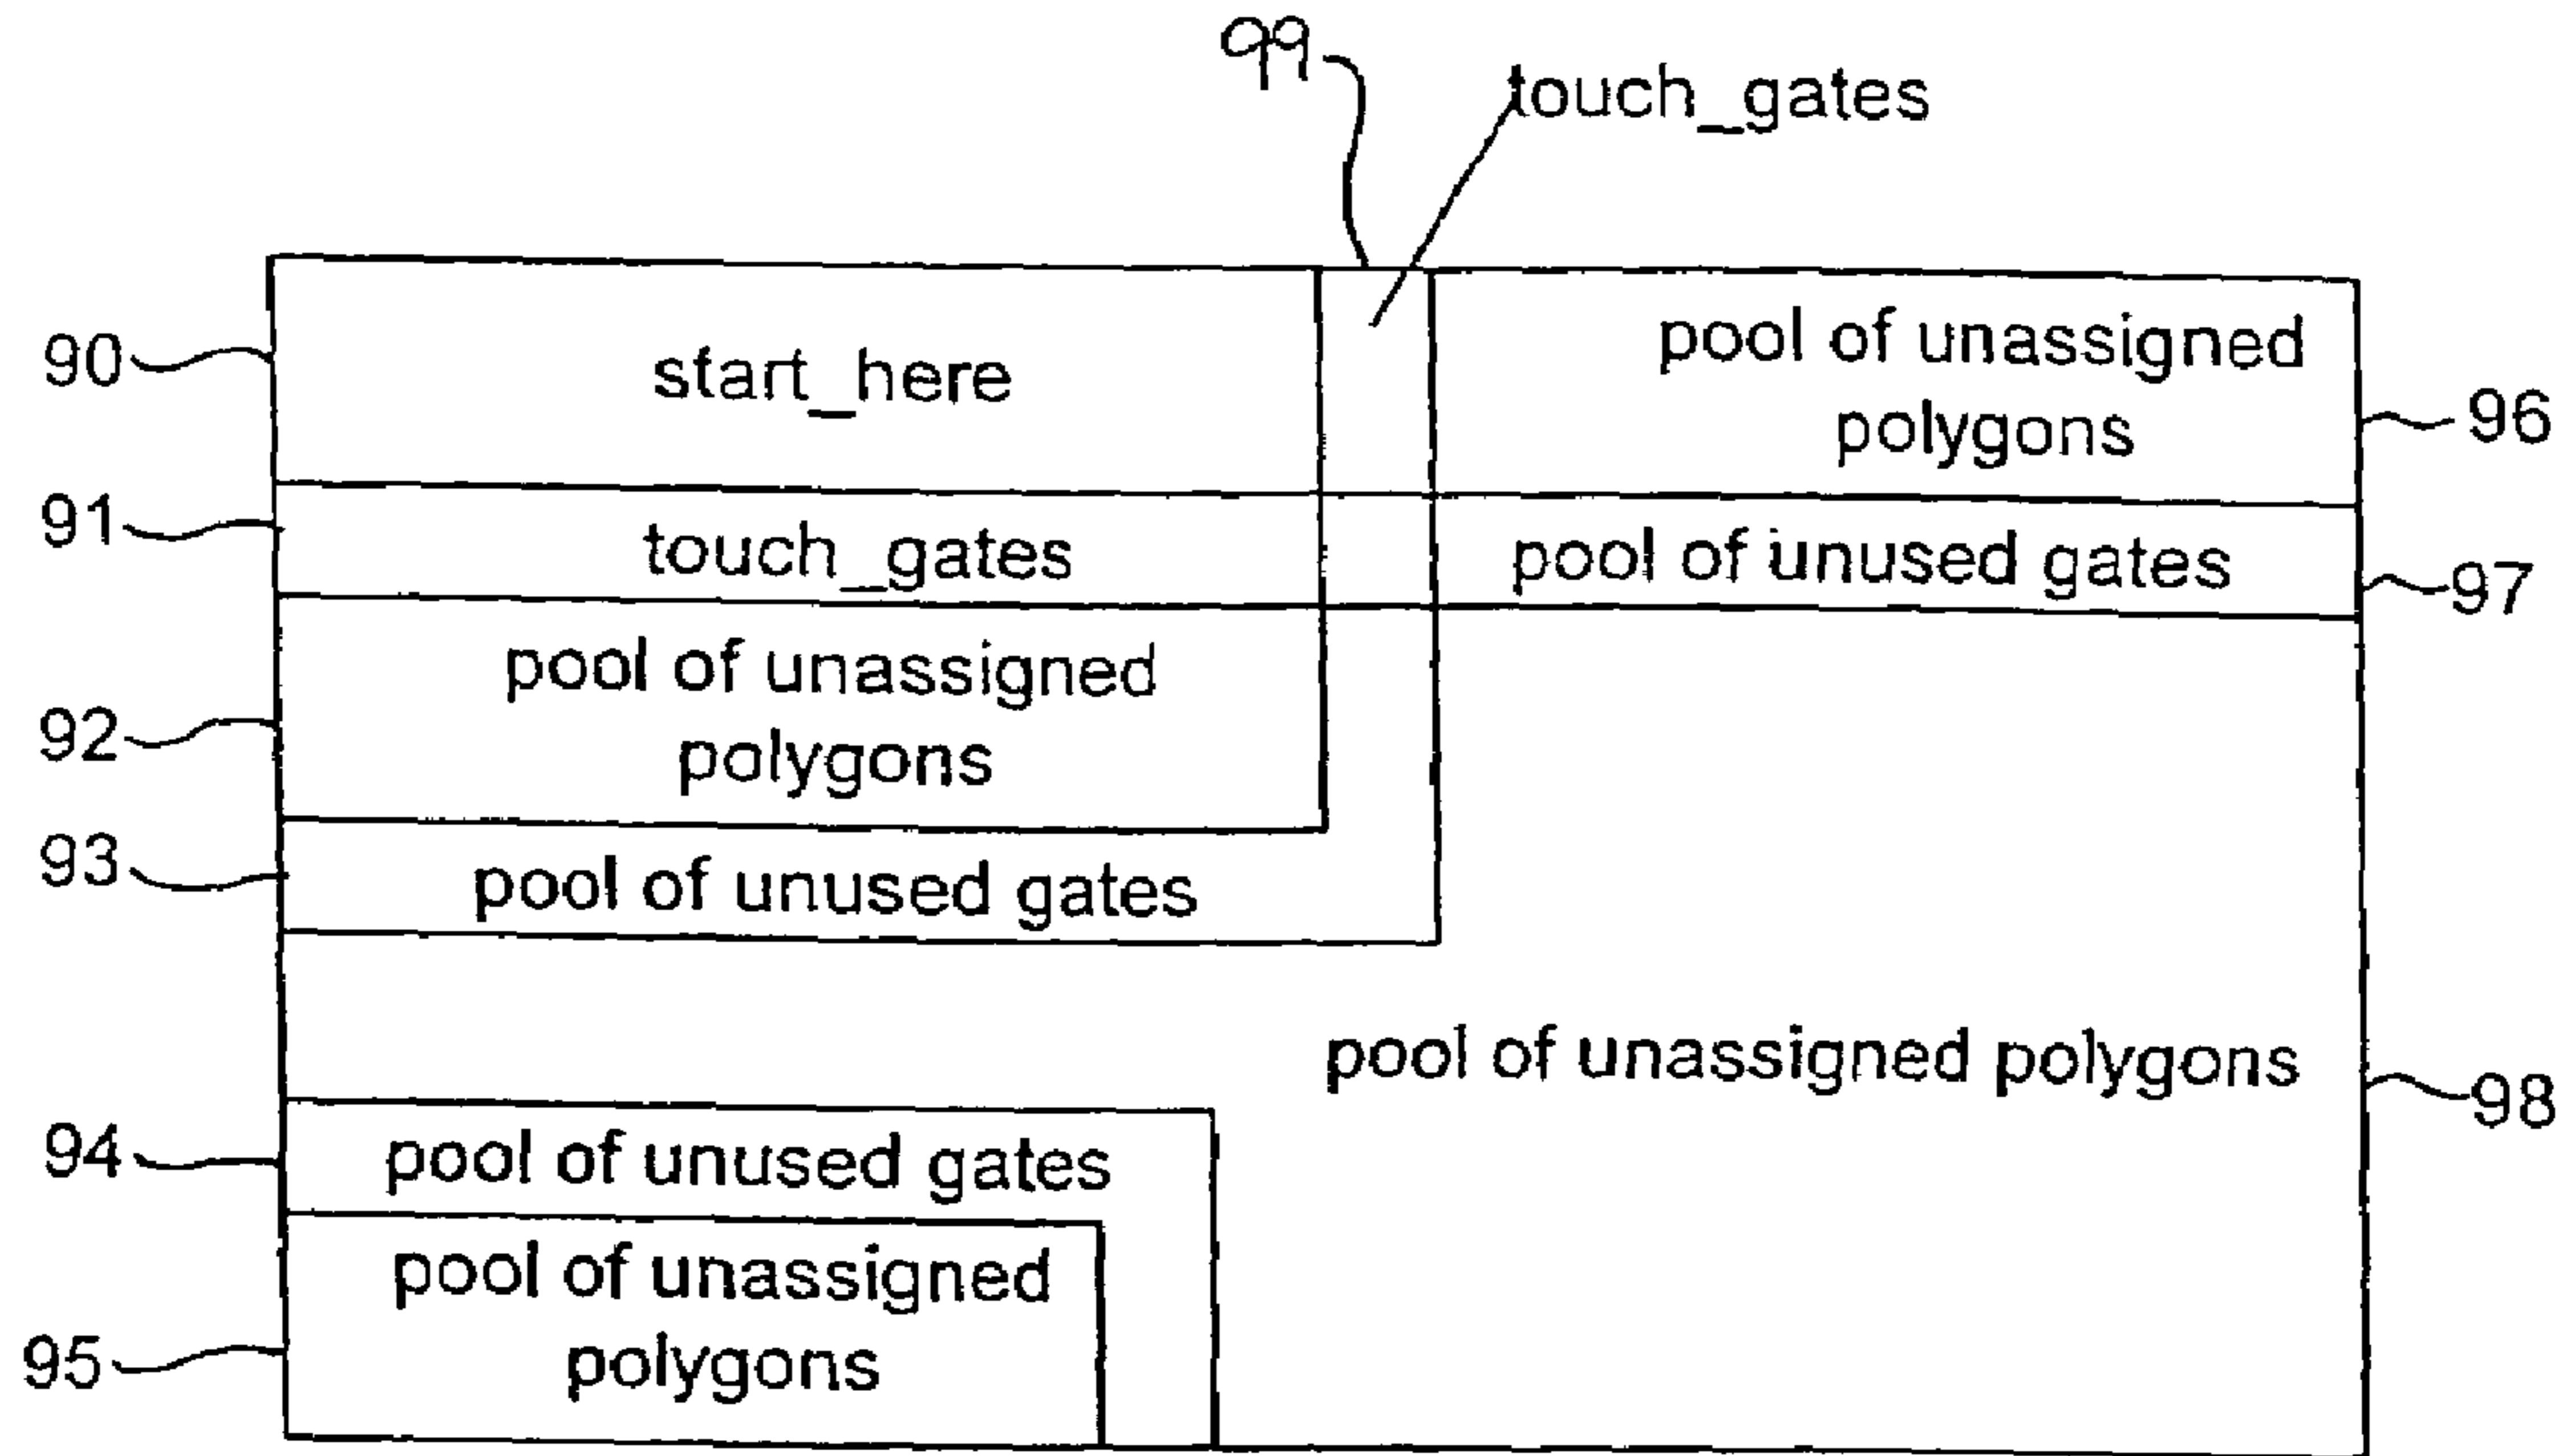 99
touch_gates
90
start_here
pool of unassigned
polygons
96
91
touch_gates
pool of unused gates
97
92
pool of unassigned
polygons
93
pool of unused gates
pool of unassigned polygons
98
94
pool of unused gates
95
pool of unassigned
polygons